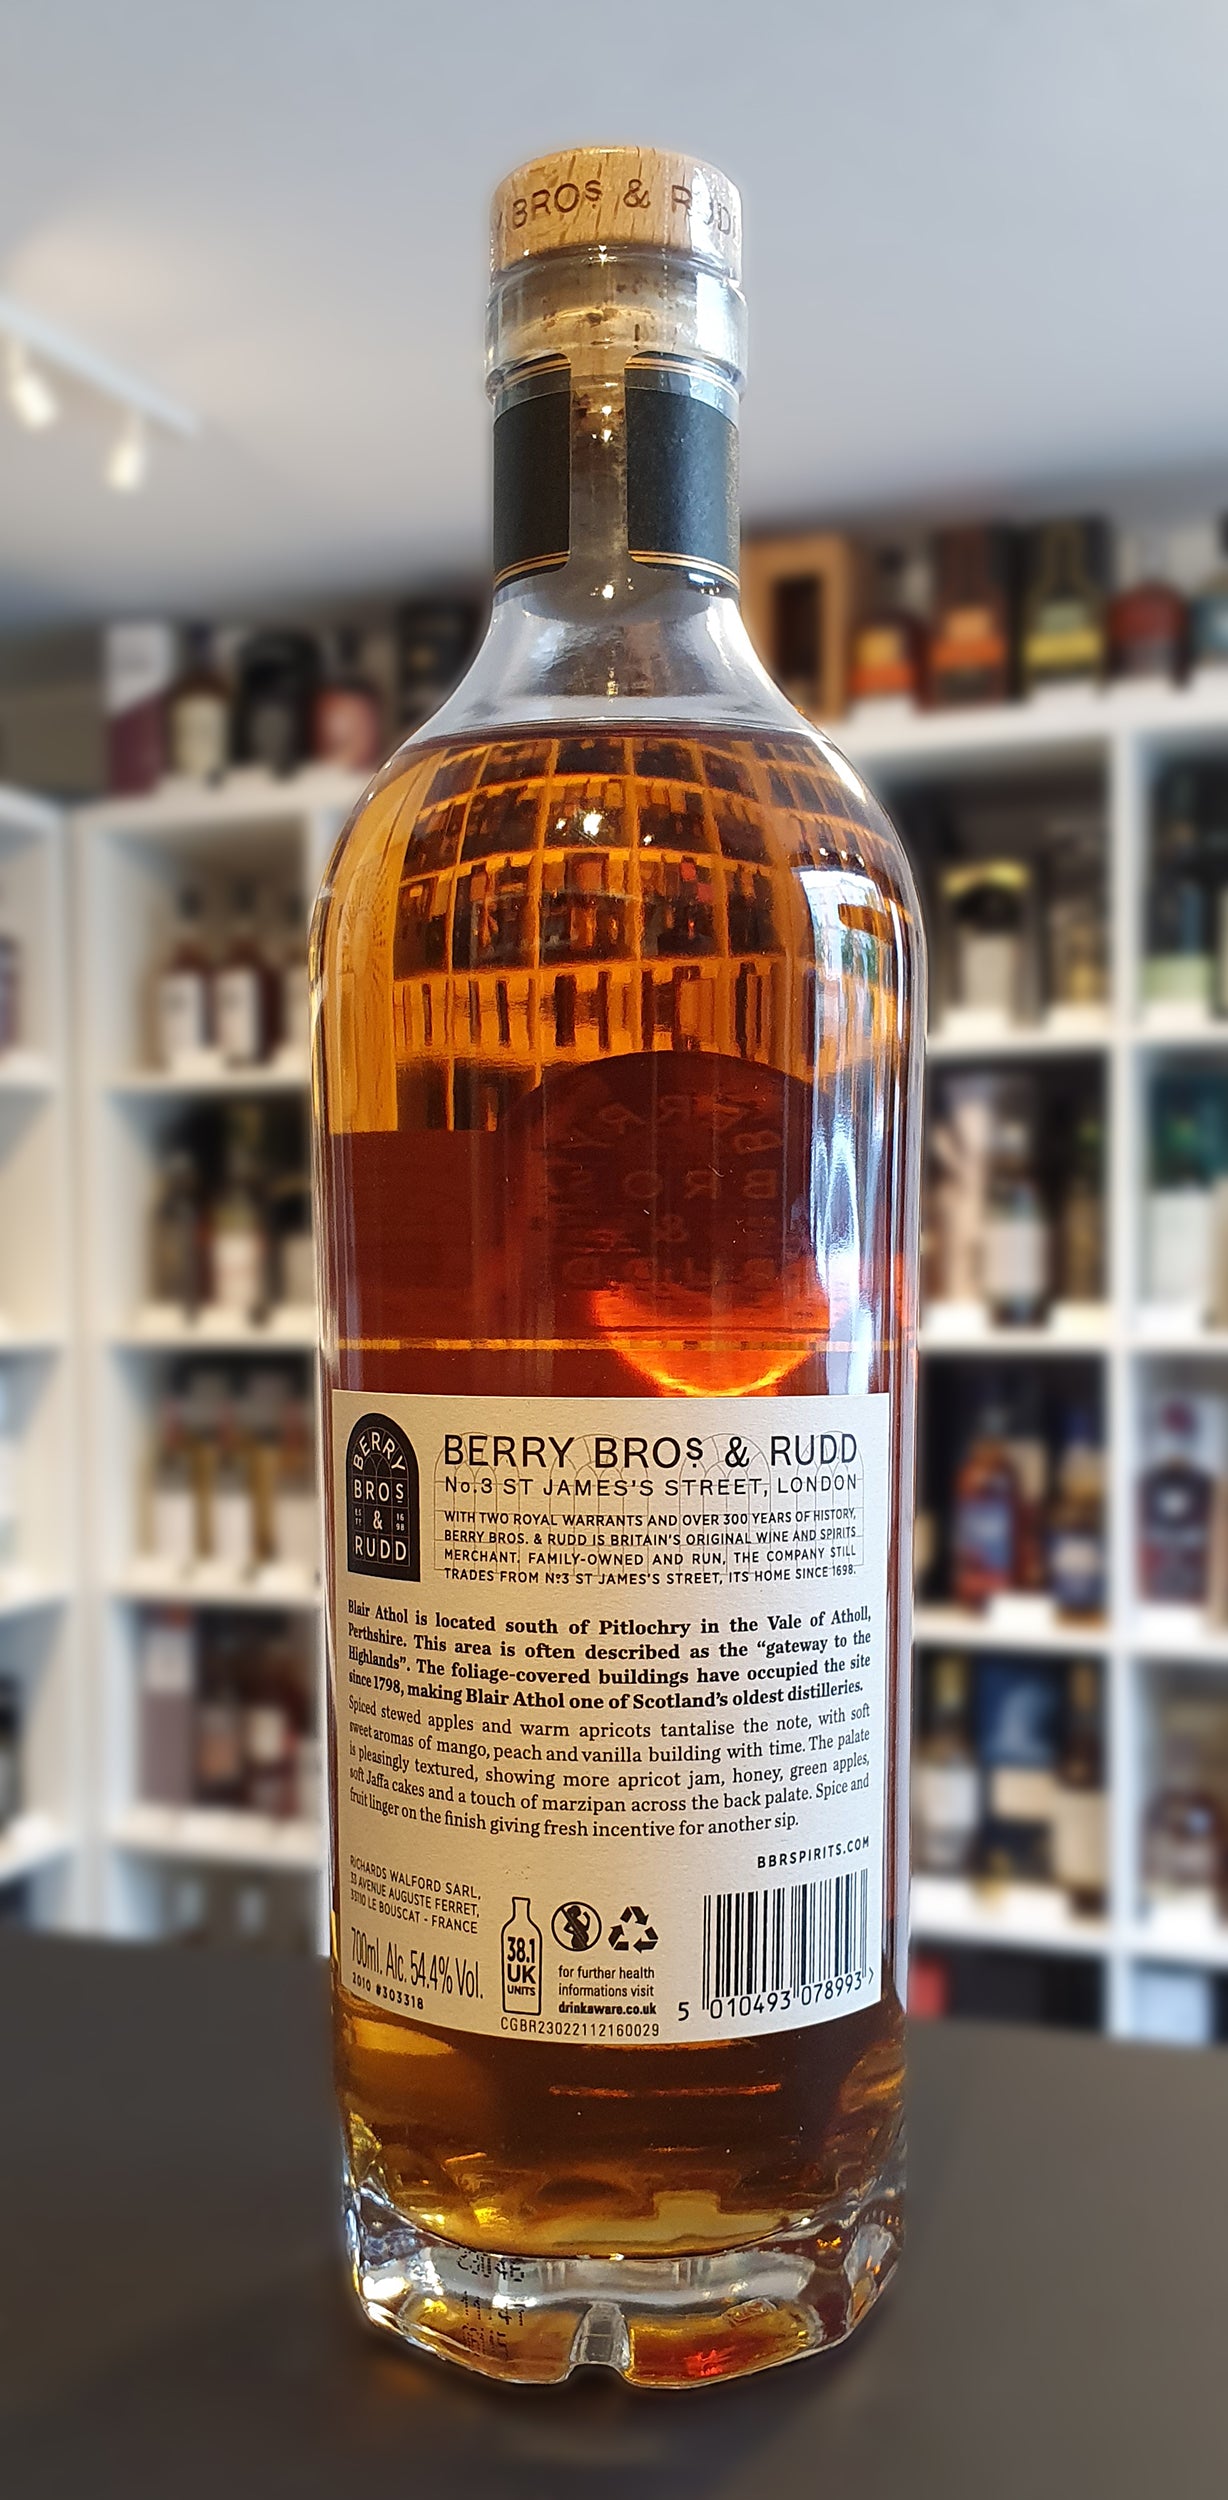 BROS & RUDD
BERRY
BROS
&
RUDD
BERRY BROS & RUDD
No.3 ST JAMES'S STREET, LONDON
WITH TWO ROYAL WARRANTS AND OVER 300 YEARS OF HISTORY,
BERRY BROS. & RUDD IS BRITAIN'S ORIGINAL WINE AND SPIRITS
MERCHANT. FAMILY-OWNED AND RUN, THE COMPANY STILL
TRADES FROM Nº3 ST JAMES'S STREET, ITS HOME SINCE 1698.
BERRY
BROS
ES TD & 16 98
RUDD
Blair Athol is located south of Pitlochry in the Vale of Atholl,
Perthshire. This area is often described as the “gateway to the
Highlands”. The foliage-covered buildings have occupied the site
since 1798, making Blair Athol one of Scotland’s oldest distilleries.
Spiced stewed apples and warm apricots tantalise the note, with soft
sweet aromas of mango, peach and vanilla building with time. The palate
is pleasingly textured, showing more apricot jam, honey, green apples,
soft Jaffa cakes and a touch of marzipan across the back palate. Spice and
fruit linger on the finish giving fresh incentive for another sip.
BBRSPIRITS.COM
RICHARDS WALFORD SARL,
33 AVENUE AUGUSTE FERRET,
33110 LE BOUSCAT - FRANCE
700ml. Alc. 54.4% Vol.
2010 #303318
38.1
UK
UNITS
for further health
informations visit
drinkaware.co.uk
CGBR23022112160029
5 010493 078993 >